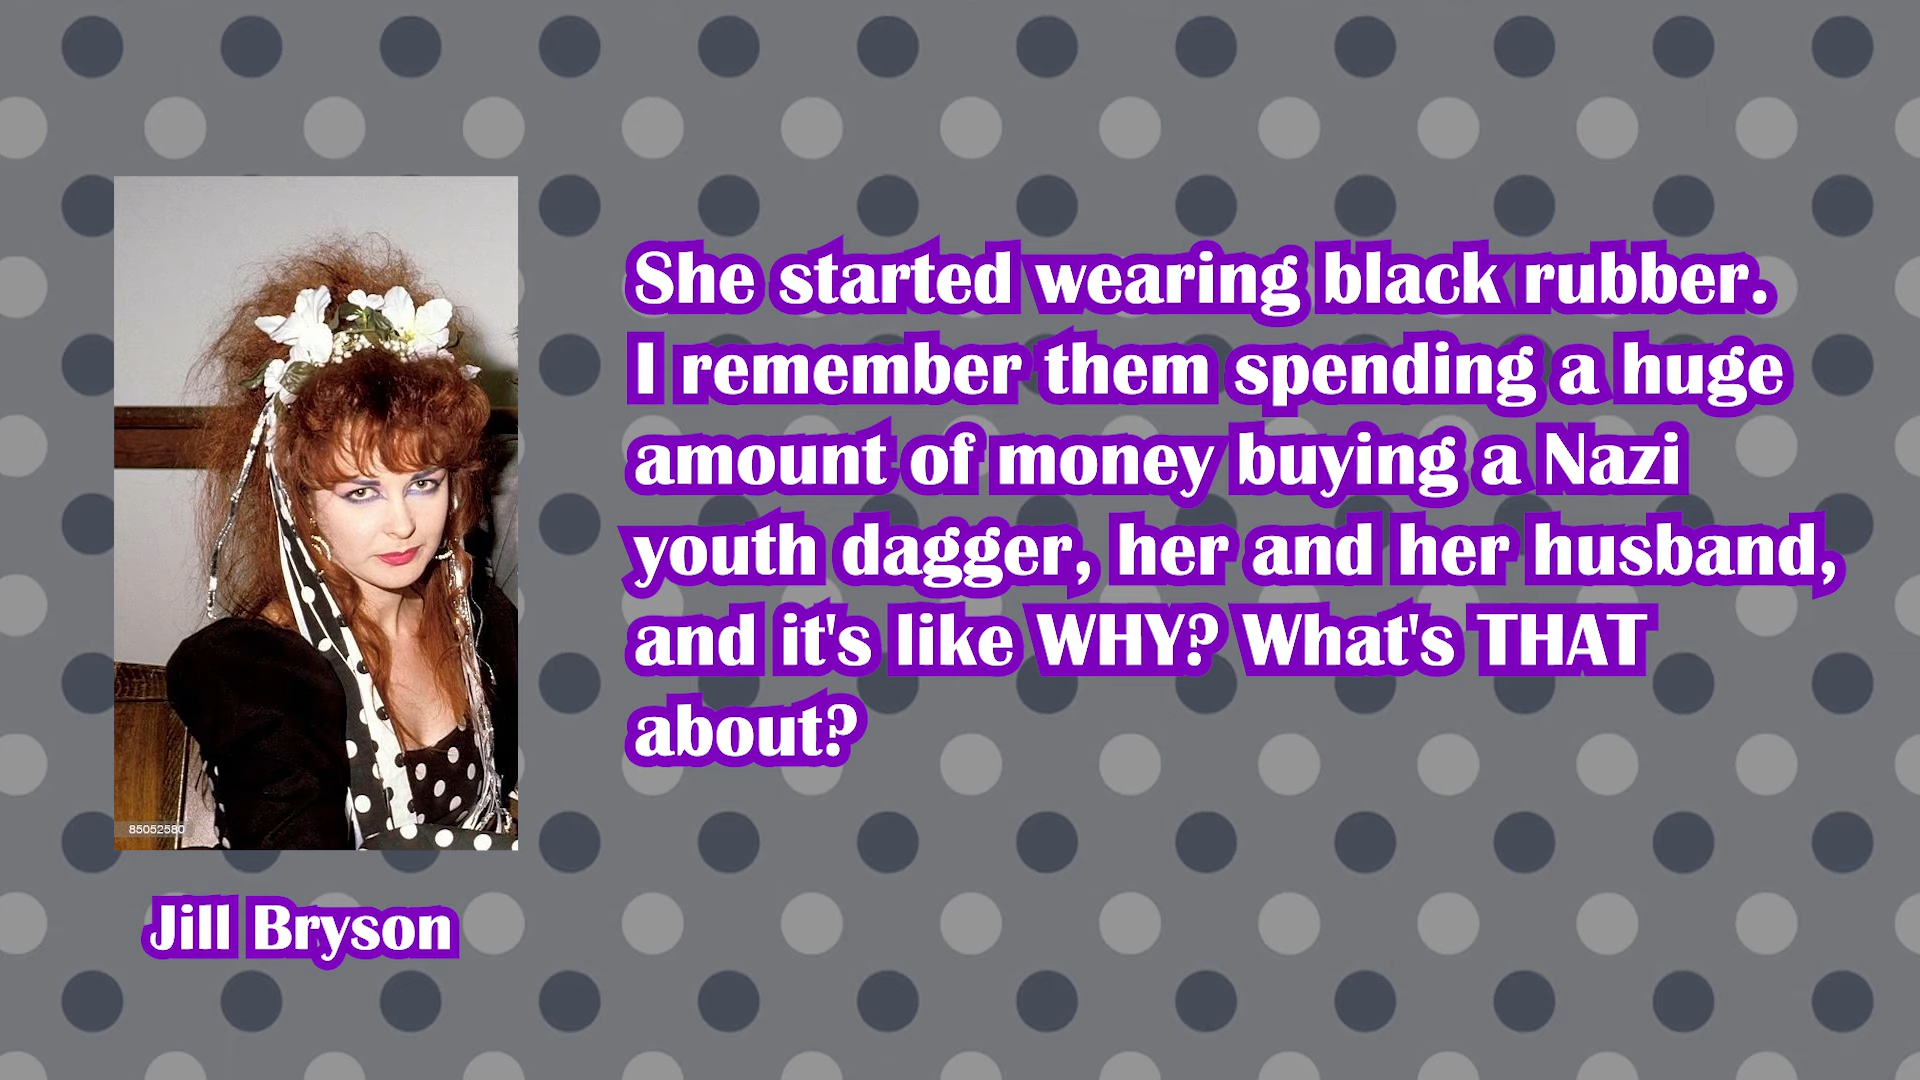 She started wearing black rubber.
I remember them spending a huge
amount of money buying a Nazi
youth dagger, her and her husband,
and it's like WHY? What's THAT
about?
85052580
Jill Bryson